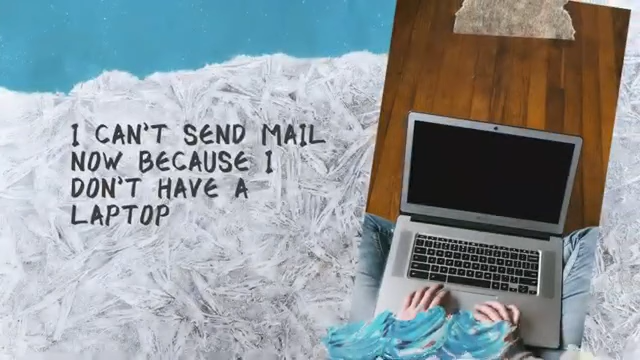 I CAN'T SEND MAIL
NOW BECAUSE I
DON'T HAVE A
LAPTOP